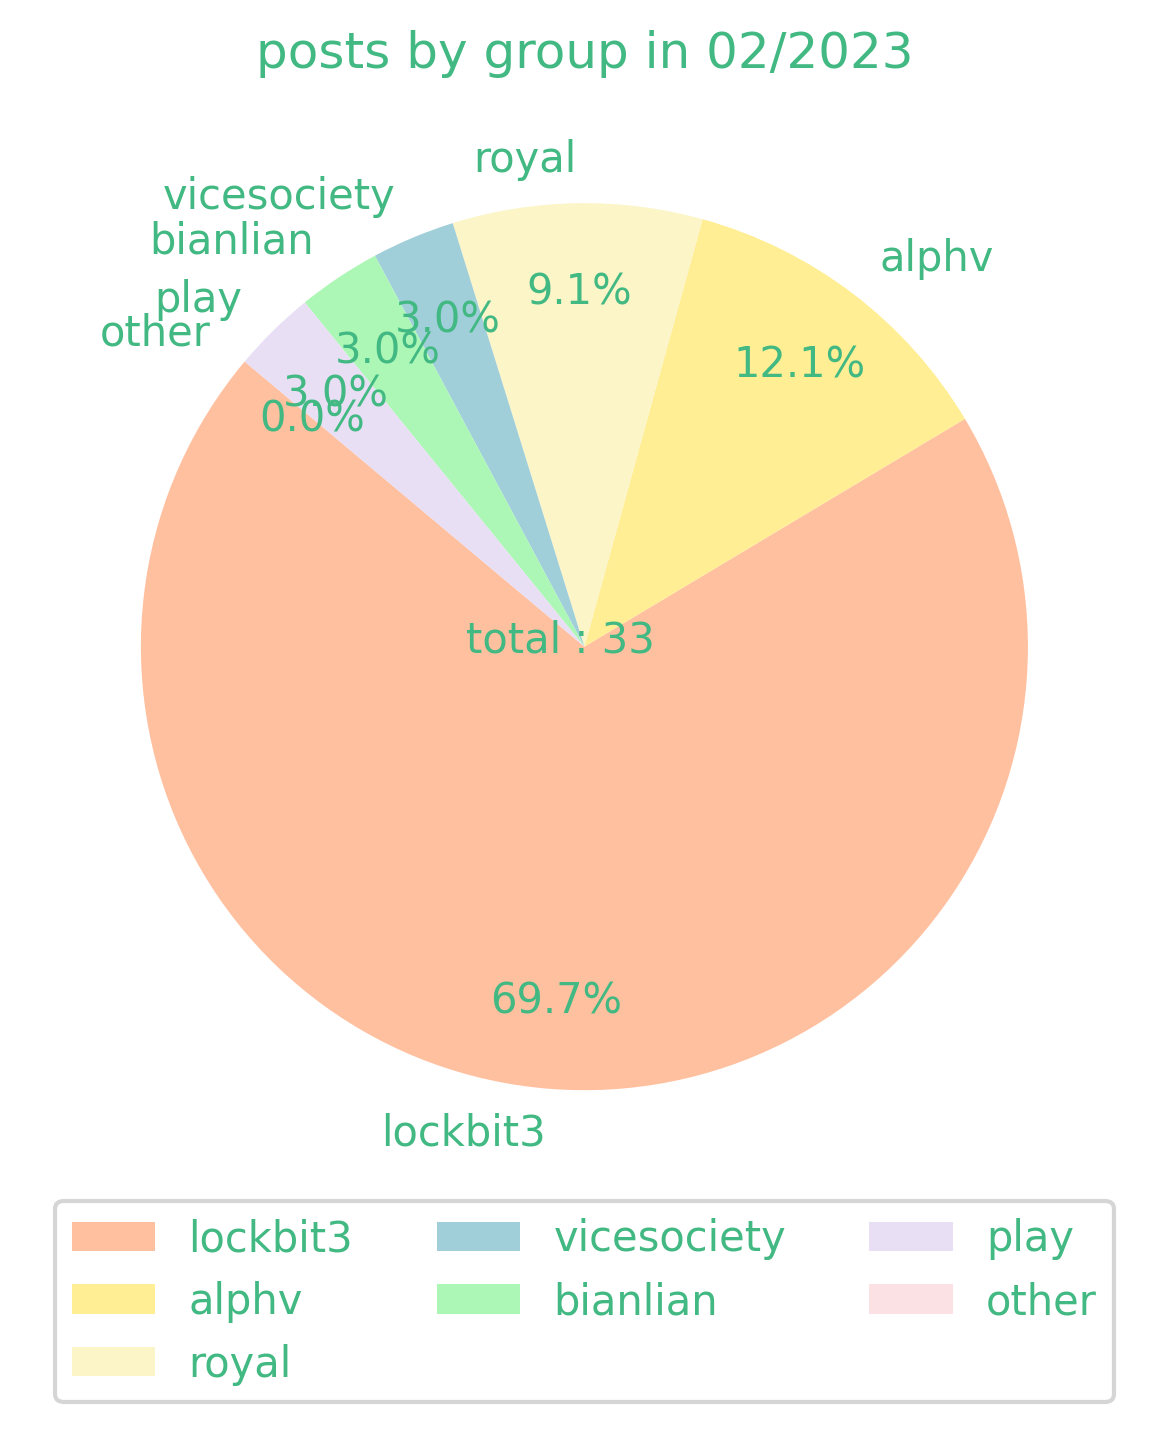 posts by group in 02/2023
royal
vicesociety
bianlian
alphv
play
other
9.1%
3.0%
3.0%
12.1%
3.0%
0.0%
total : 33
69.7%
lockbit3
lockbit3
vicesociety
play
alphv
bianlian
other
royal